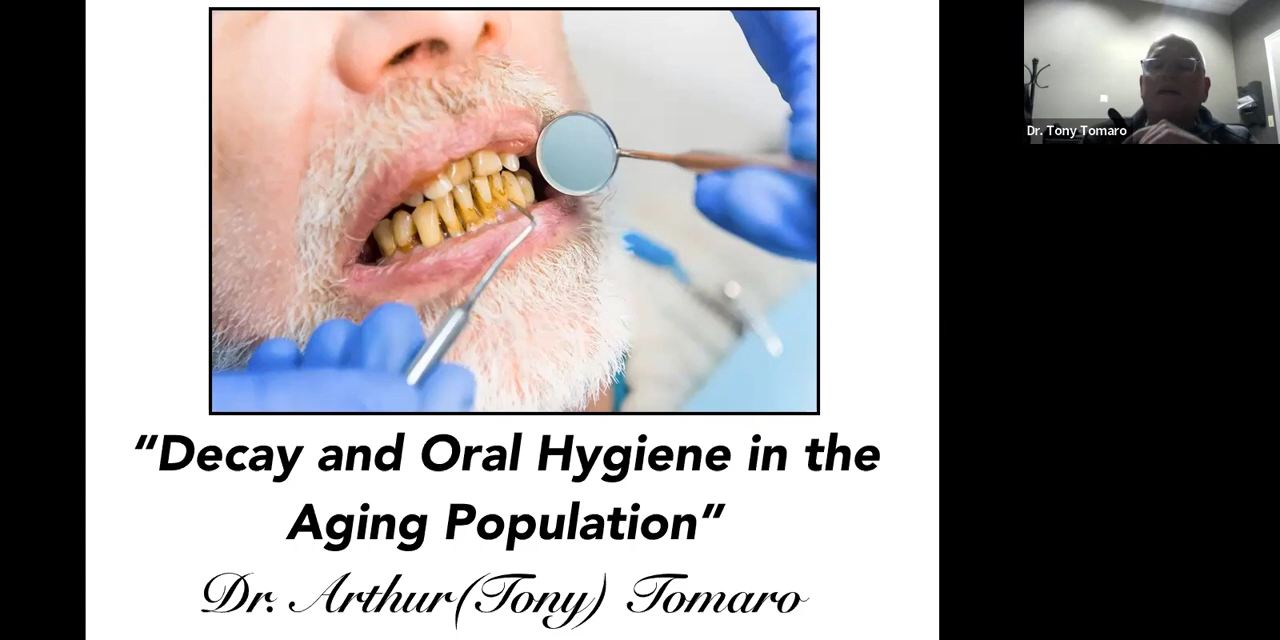 Dr. Tony Tomaro
“Decay and Oral Hygiene in the
Aging Population”
Dr. Arthur(Tony) Tomaro